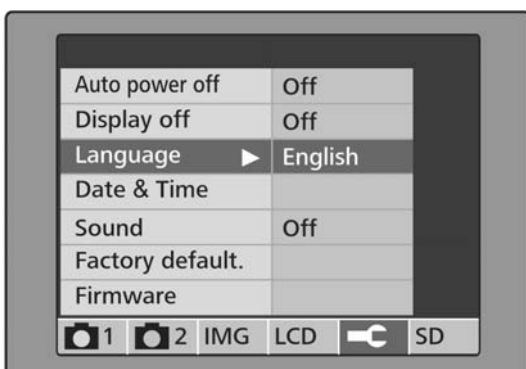 Auto power off Off
Display off Off
Language ▶ English
Date & Time
Sound Off
Factory default.
Firmware
1 2 IMG LCD SD